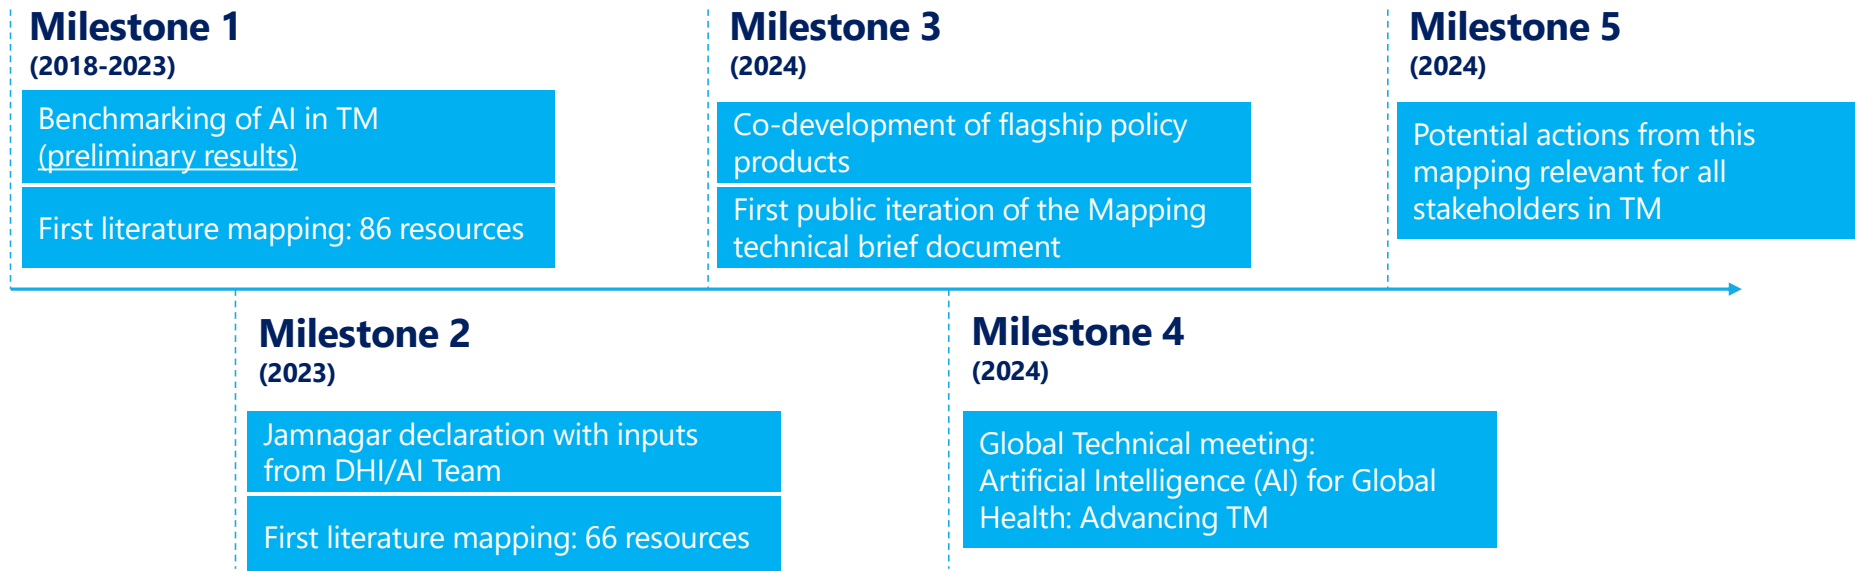 Milestone 1
(2018-2023)
Benchmarking of AI in TM
(preliminary results)
First literature mapping: 86 resources
Milestone 2
(2023)
Jamnagar declaration with inputs
from DHI/AI Team
First literature mapping: 66 resources
Milestone 3
(2024)
Co-development of flagship policy
products
First public iteration of the Mapping
technical brief document
Milestone 4
(2024)
Global Technical meeting:
Artificial Intelligence (AI) for Global
Health: Advancing TM
Milestone 5
(2024)
Potential actions from this
mapping relevant for all
stakeholders in TM